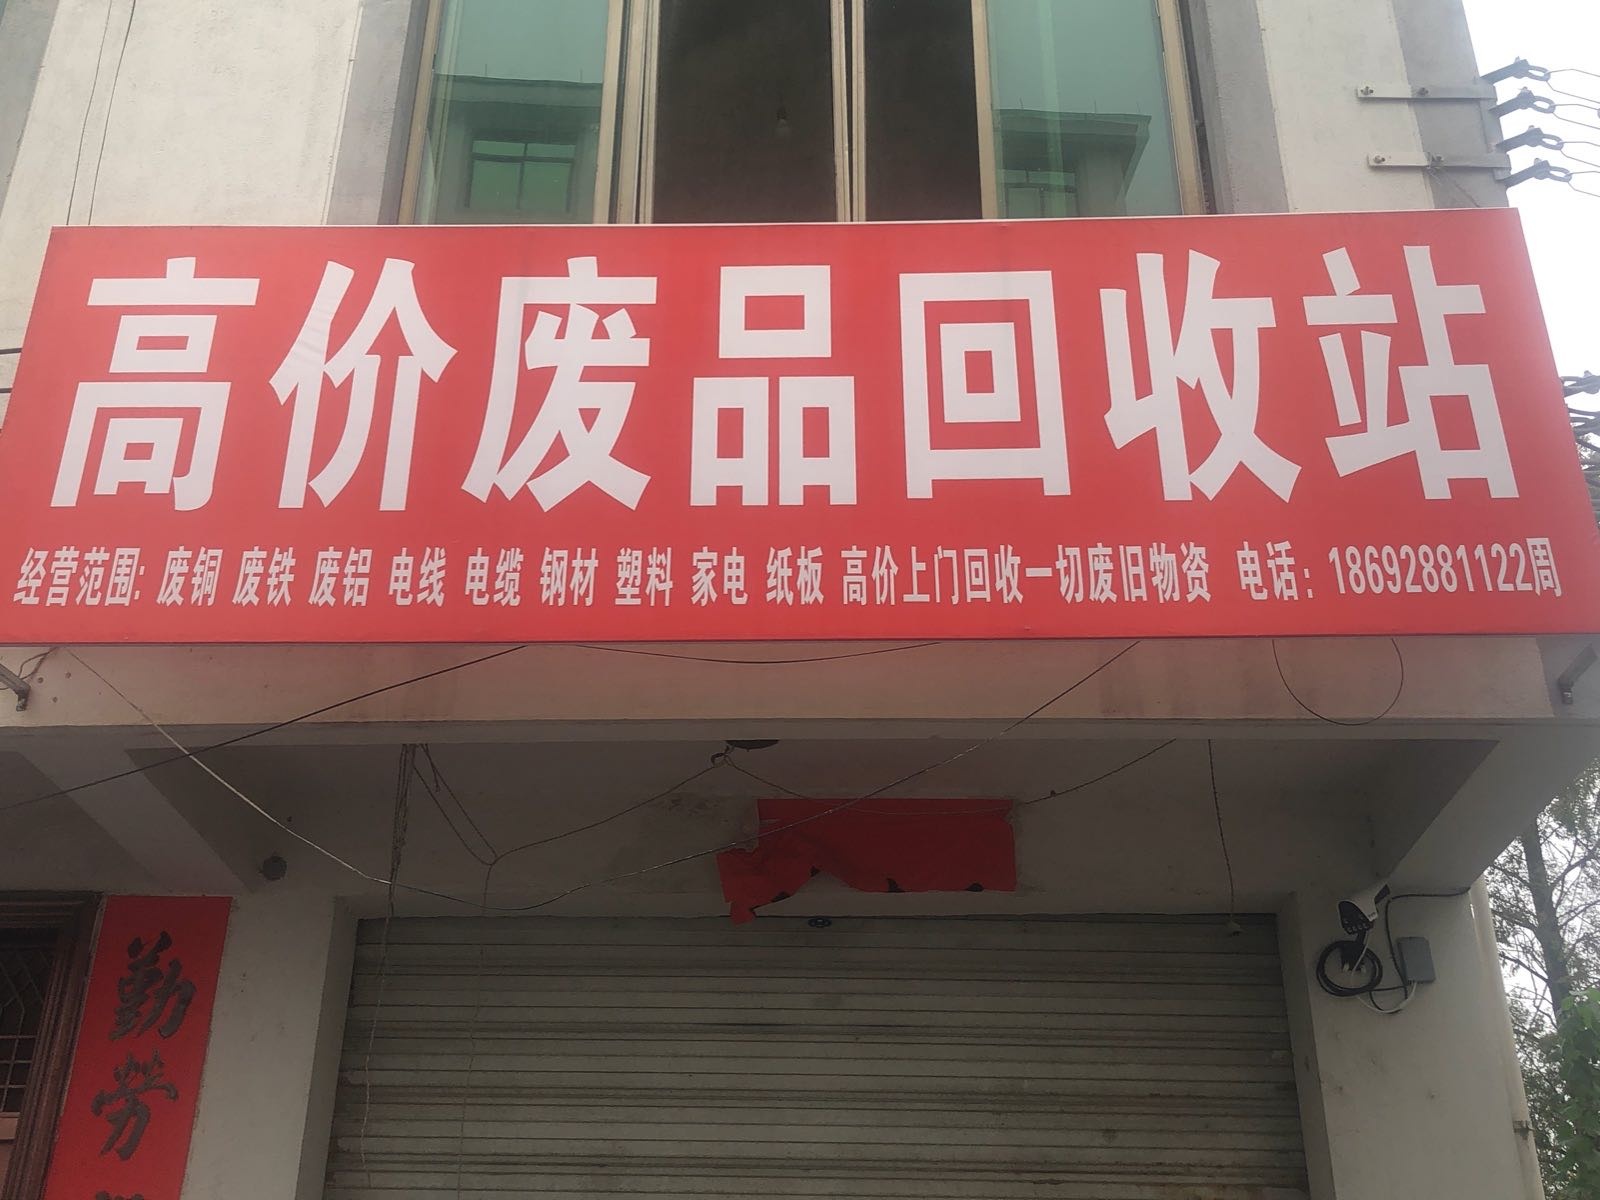 高价废品回收站
经营范围: 废铜 废铁 废铝 电线 电缆 钢材 塑料 家电 纸板 高价上门回收一切废旧物资 电话: 18692881122周
勤
劳